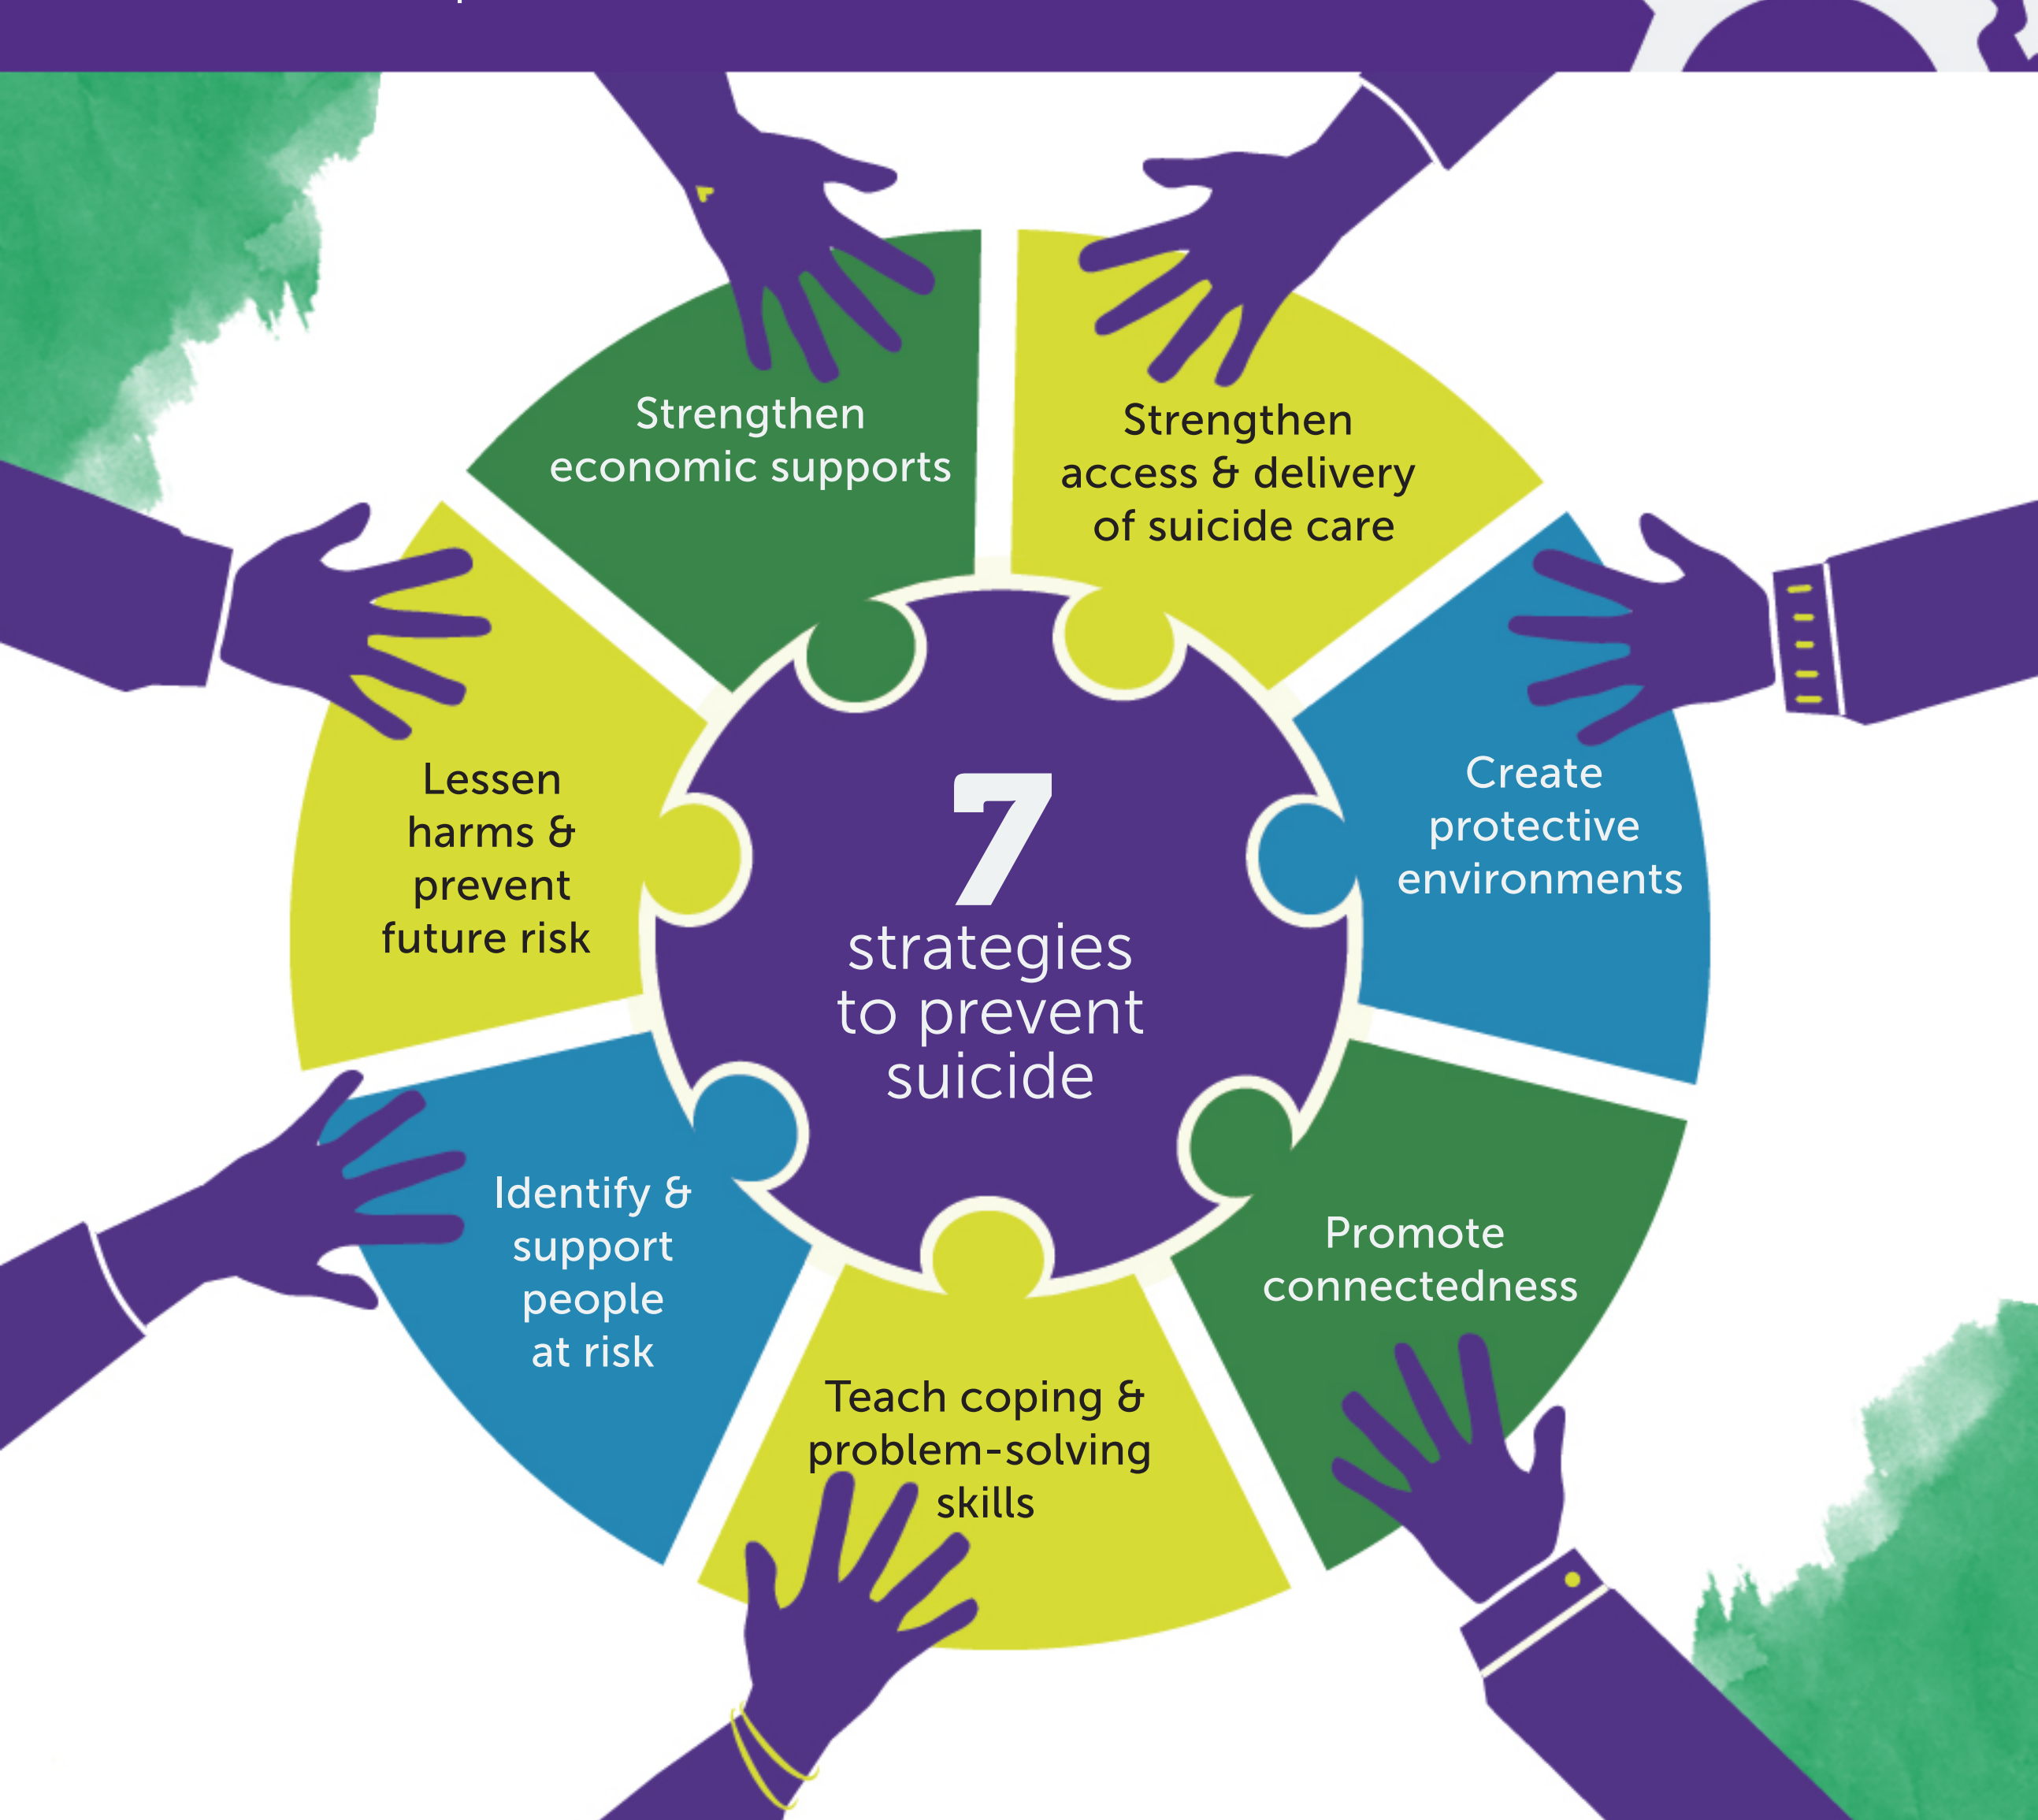 Strengthen
economic supports
Strengthen
access & delivery
of suicide care
Create
protective
environments
Promote
connectedness
Teach coping &
problem-solving
skills
Identify &
support
people
at risk
Lessen
harms &
prevent
future risk
7
strategies
to prevent
suicide